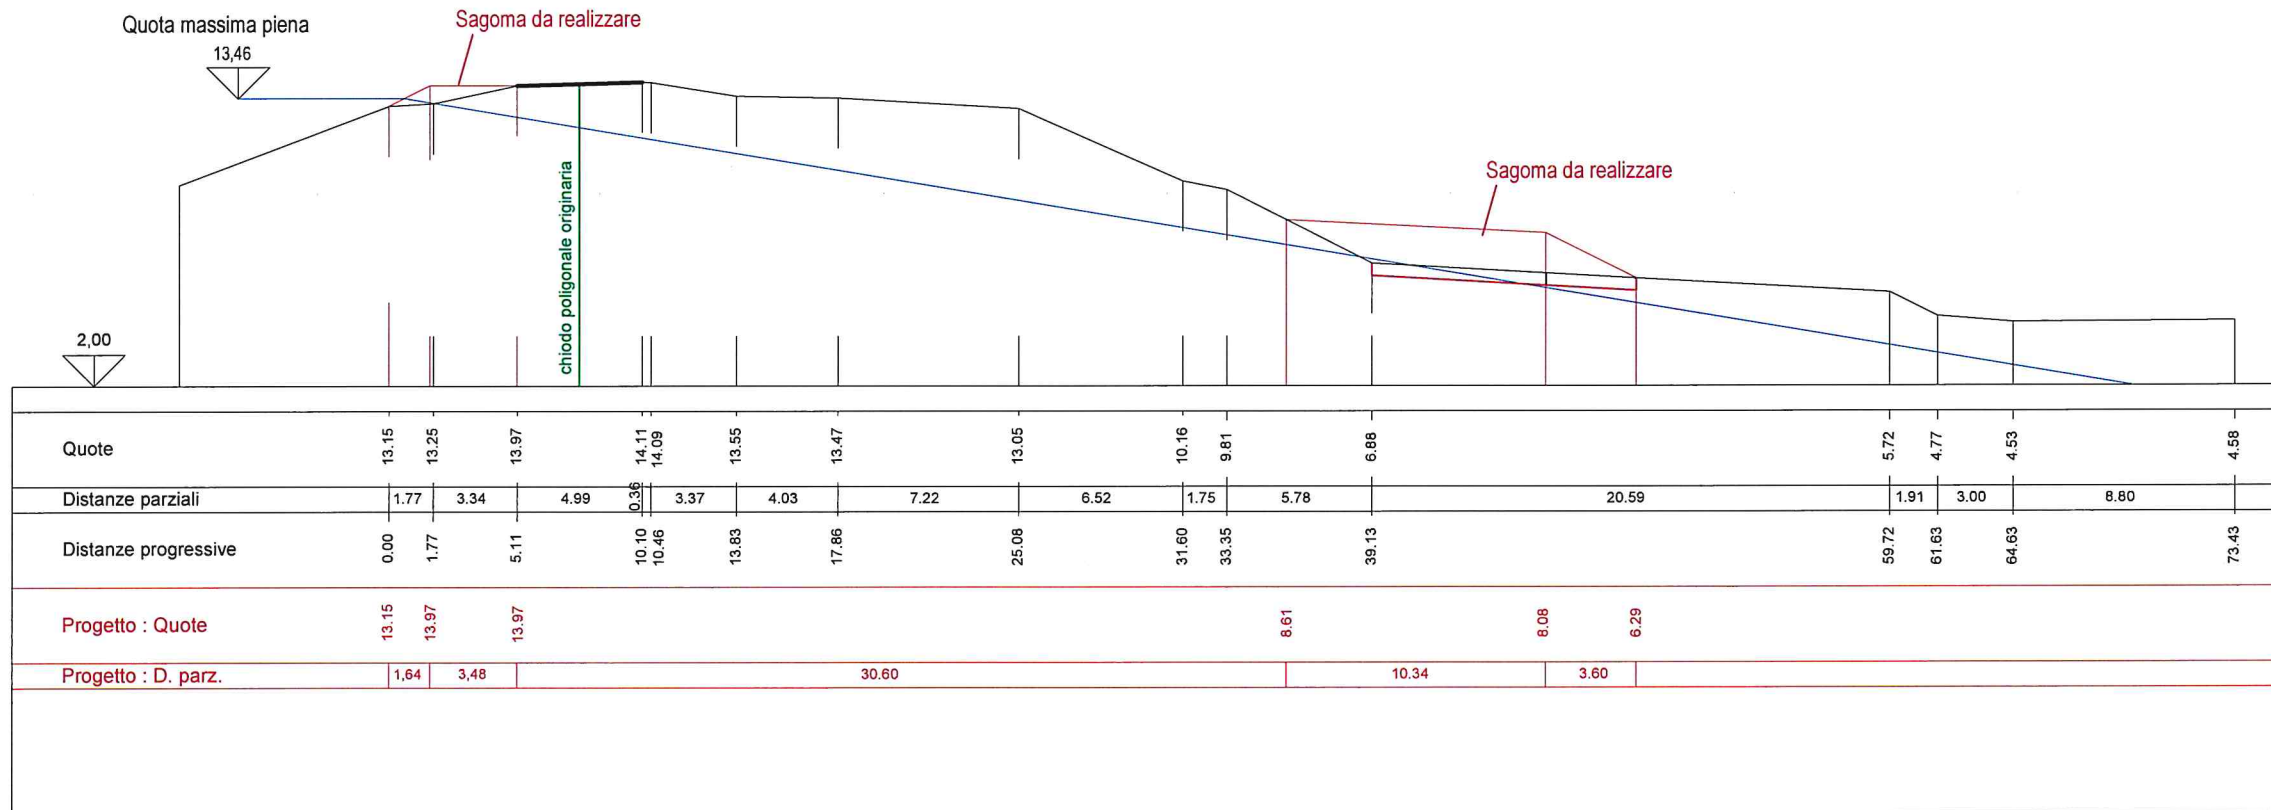 Quota massima piena
13,46
Sagoma da realizzare
Sagoma da realizzare
chiodo poligonale originaria
2,00
Quote 13.15 13.25 13.97 14.11 14.09 13.55 13.47 13.05 10.16 9.81 6.88 5.72 4.77 4.53 4.58
Distanze parziali 1.77 3.34 4.99 0.36 3.37 4.03 7.22 6.52 1.75 5.78 20.59 1.91 3.00 8.80
Distanze progressive 0.00 1.77 5.11 10.10 10.46 13.83 17.86 25.08 31.60 33.35 39.13 59.72 61.63 64.63 73.43
Progetto : Quote 13.15 13.97 13.97 8.61 8.08 6.29
Progetto : D. parz. 1,64 3,48 30.60 10.34 3.60